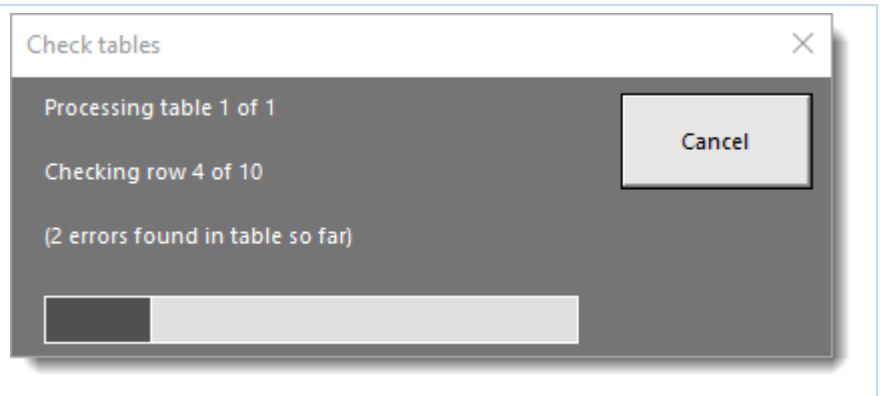 Check tables
Processing table 1 of 1
Cancel
Checking row 4 of 10
(2 errors found in table so far)